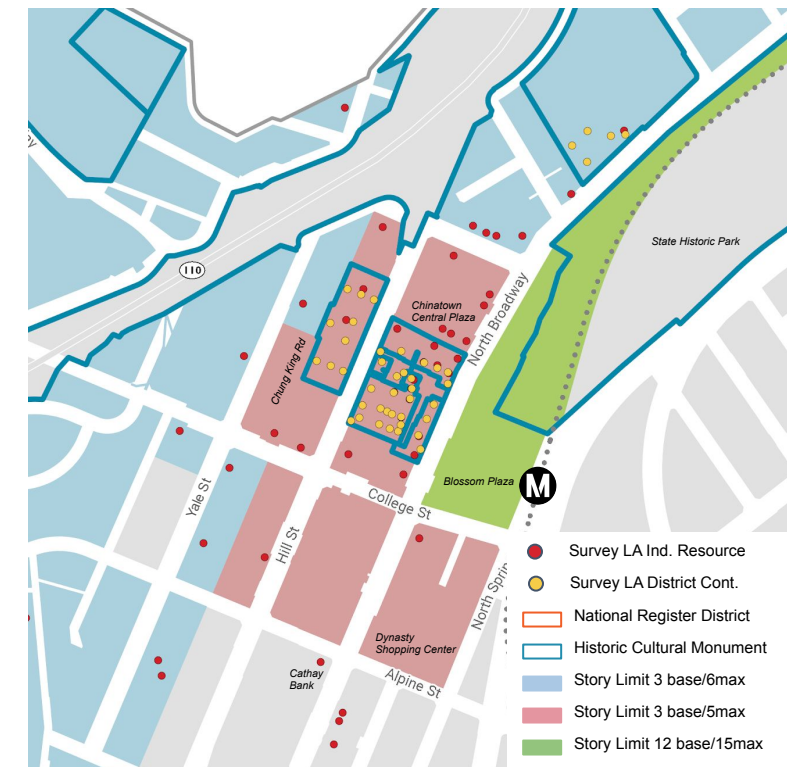 110
State Historic Park
Chinatown
Central Plaza
North Broadway
Chung King Rd
Blossom Plaza
M
College St
Yale St
Hill St
North Sprin
Dynasty
Shopping Center
Cathay
Bank
Alpine St
Survey LA Ind. Resource
Survey LA District Cont.
National Register District
Historic Cultural Monument
Story Limit 3 base/6max
Story Limit 3 base/5max
Story Limit 12 base/15max